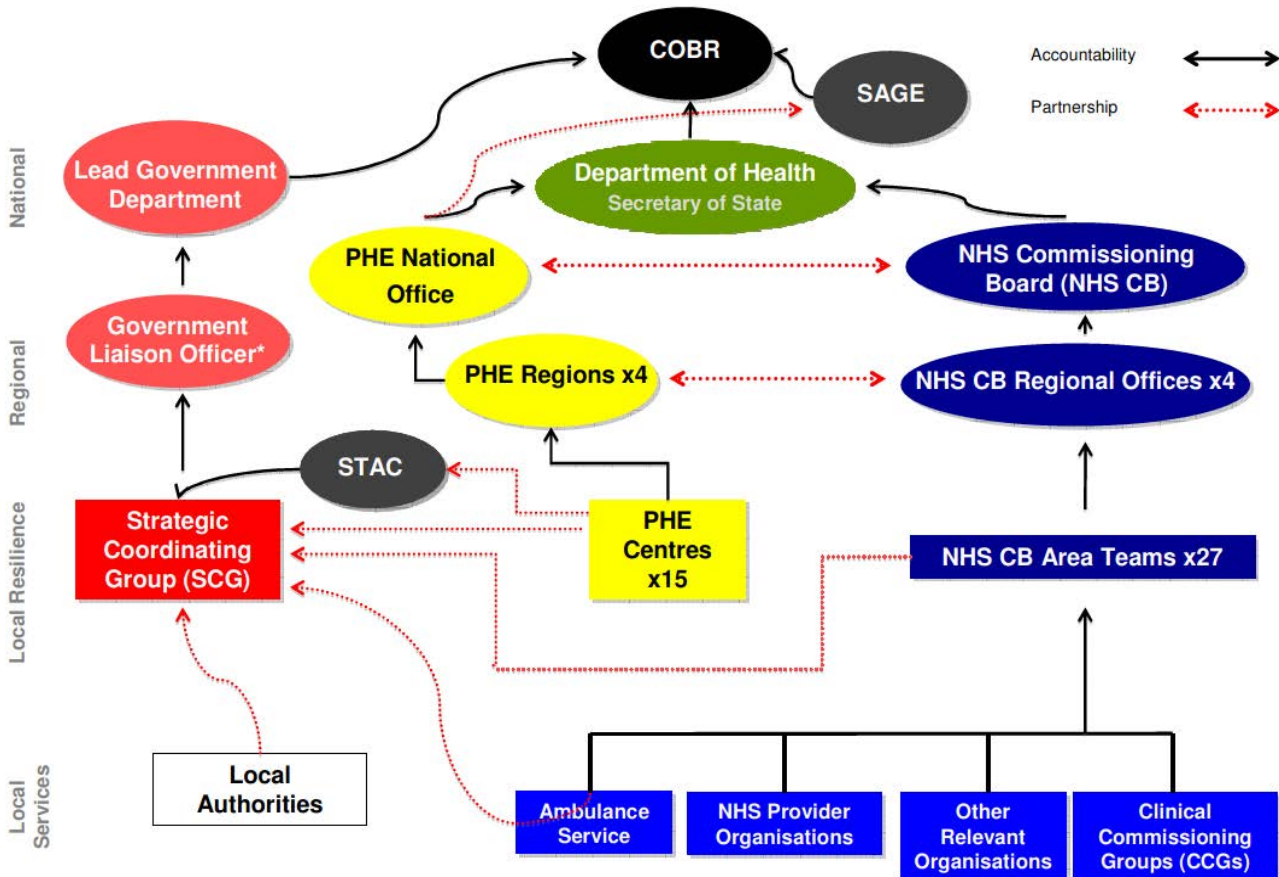 COBR
SAGE
Accountability
Partnership
National
Lead Government
Department
Department of Health
Secretary of State
PHE National
Office
NHS Commissioning
Board (NHS CB)
Regional
Government
Liaison Officer*
PHE Regions x4
NHS CB Regional Offices x4
Local Resilience
STAC
Strategic
Coordinating
Group (SCG)
PHE
Centres
x15
NHS CB Area Teams x27
Local
Services
Local
Authorities
Ambulance
Service
NHS Provider
Organisations
Other
Relevant
Organisations
Clinical
Commissioning
Groups (CCGs)